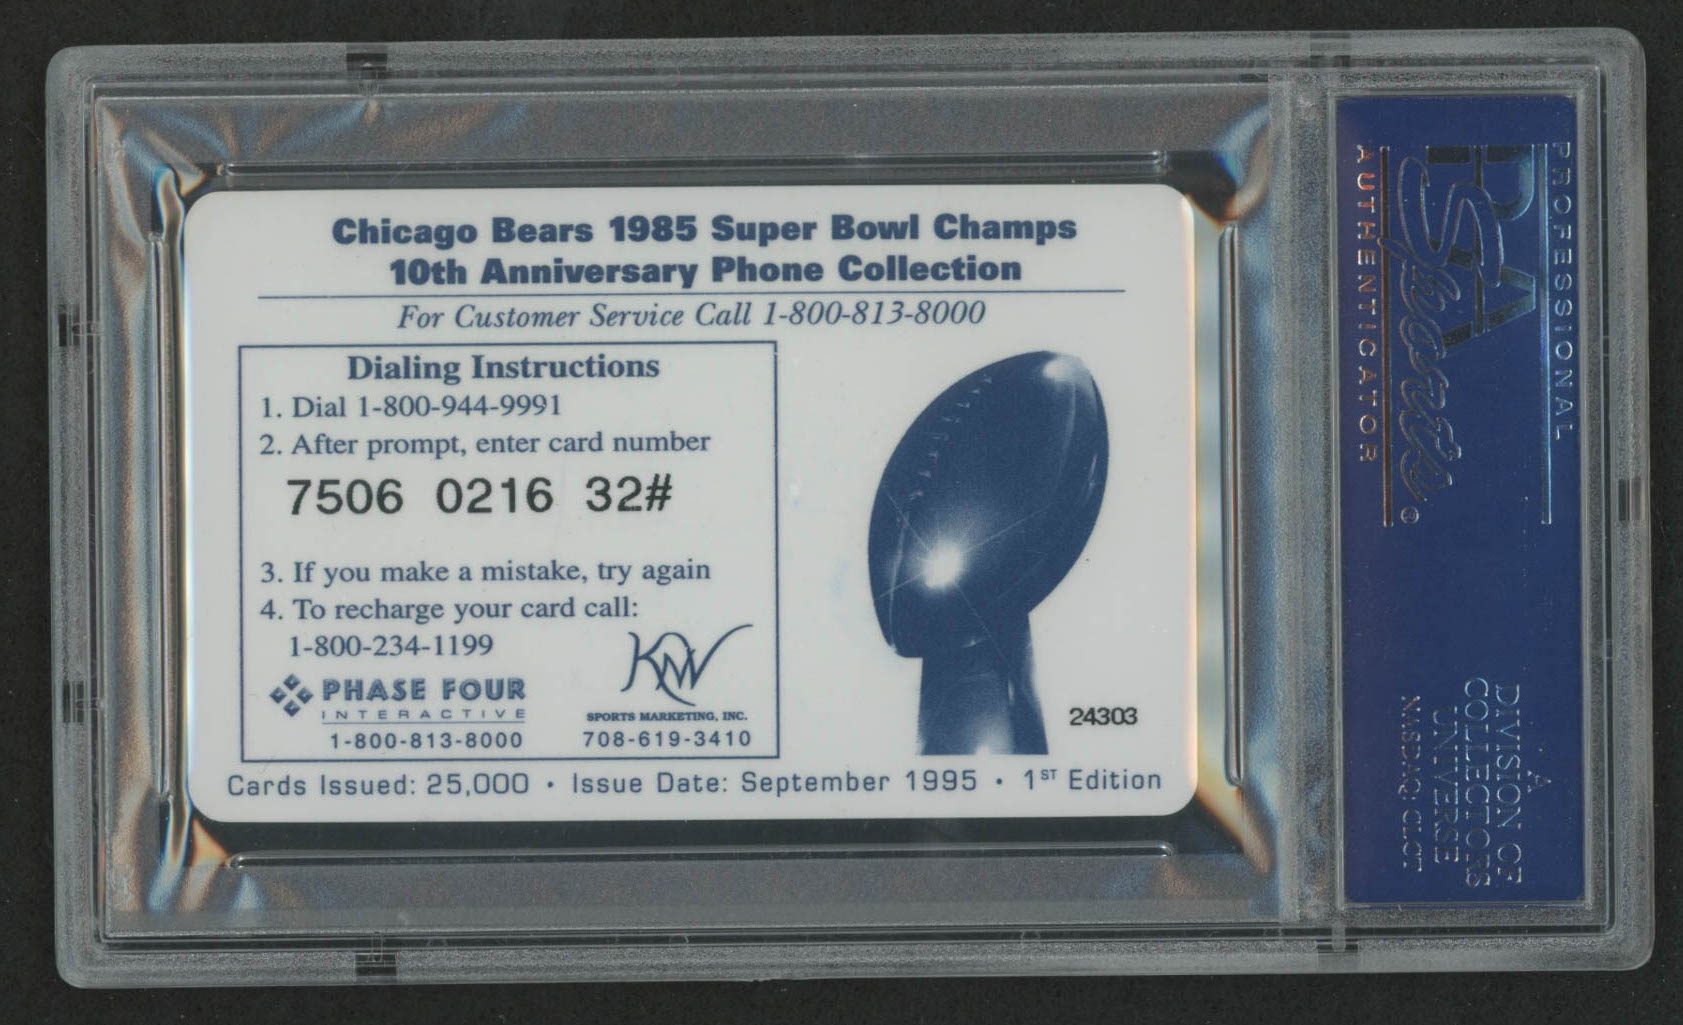 Chicago Bears 1985 Super Bowl Champs
10th Anniversary Phone Collection
For Customer Service Call 1-800-813-8000
Dialing Instructions
1. Dial 1-800-944-9991
2. After prompt, enter card number
7506 0216 32#
3. If you make a mistake, try again
4. To recharge your card call:
1-800-234-1199
PHASE FOUR
INTERACTIVE
1-800-813-8000
KNW
SPORTS MARKETING, INC.
708-619-3410
24303
Cards Issued: 25,000 • Issue Date: September 1995 • 1ST Edition
PROFESSIONAL
PSA
Sports®
AUTHENTICATOR
A
DIVISION OF
COLLECTORS
UNIVERSE
NASDAQ: CLCT